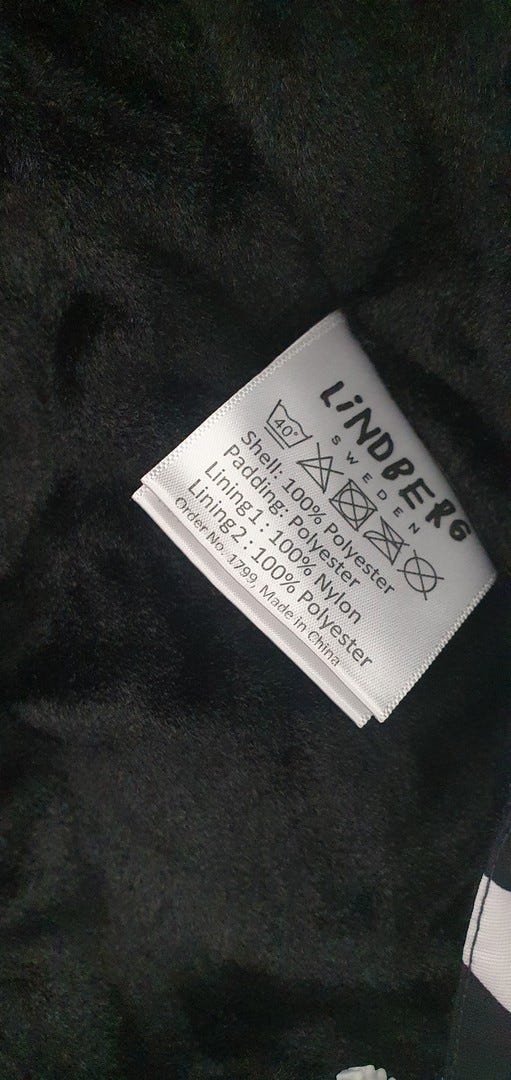 LiNDBERG
SWEDEN
40°
Shell: 100% Polyester
Padding: Polyester
Lining1: 100% Nylon
Lining2: 100% Polyester
Order No. 1799, Made in China